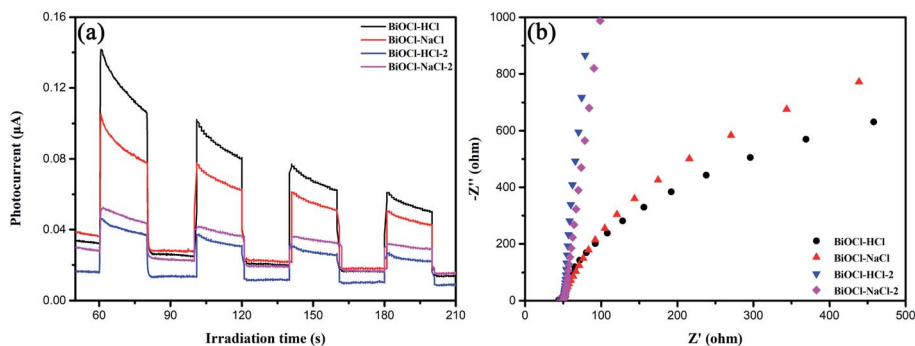 (a)
BiOCl-HCl
BiOCl-NaCl
BiOCl-HCl-2
BiOCl-NaCl-2
0.16
0.12
0.08
0.04
0.00
Photocurrent (μA)
60 90 120 150 180 210
Irradiation time (s)
(b)
1000
800
600
400
200
0
-Z'' (ohm)
BiOCl-HCl
BiOCl-NaCl
BiOCl-HCl-2
BiOCl-NaCl-2
0 100 200 300 400 500
Z' (ohm)